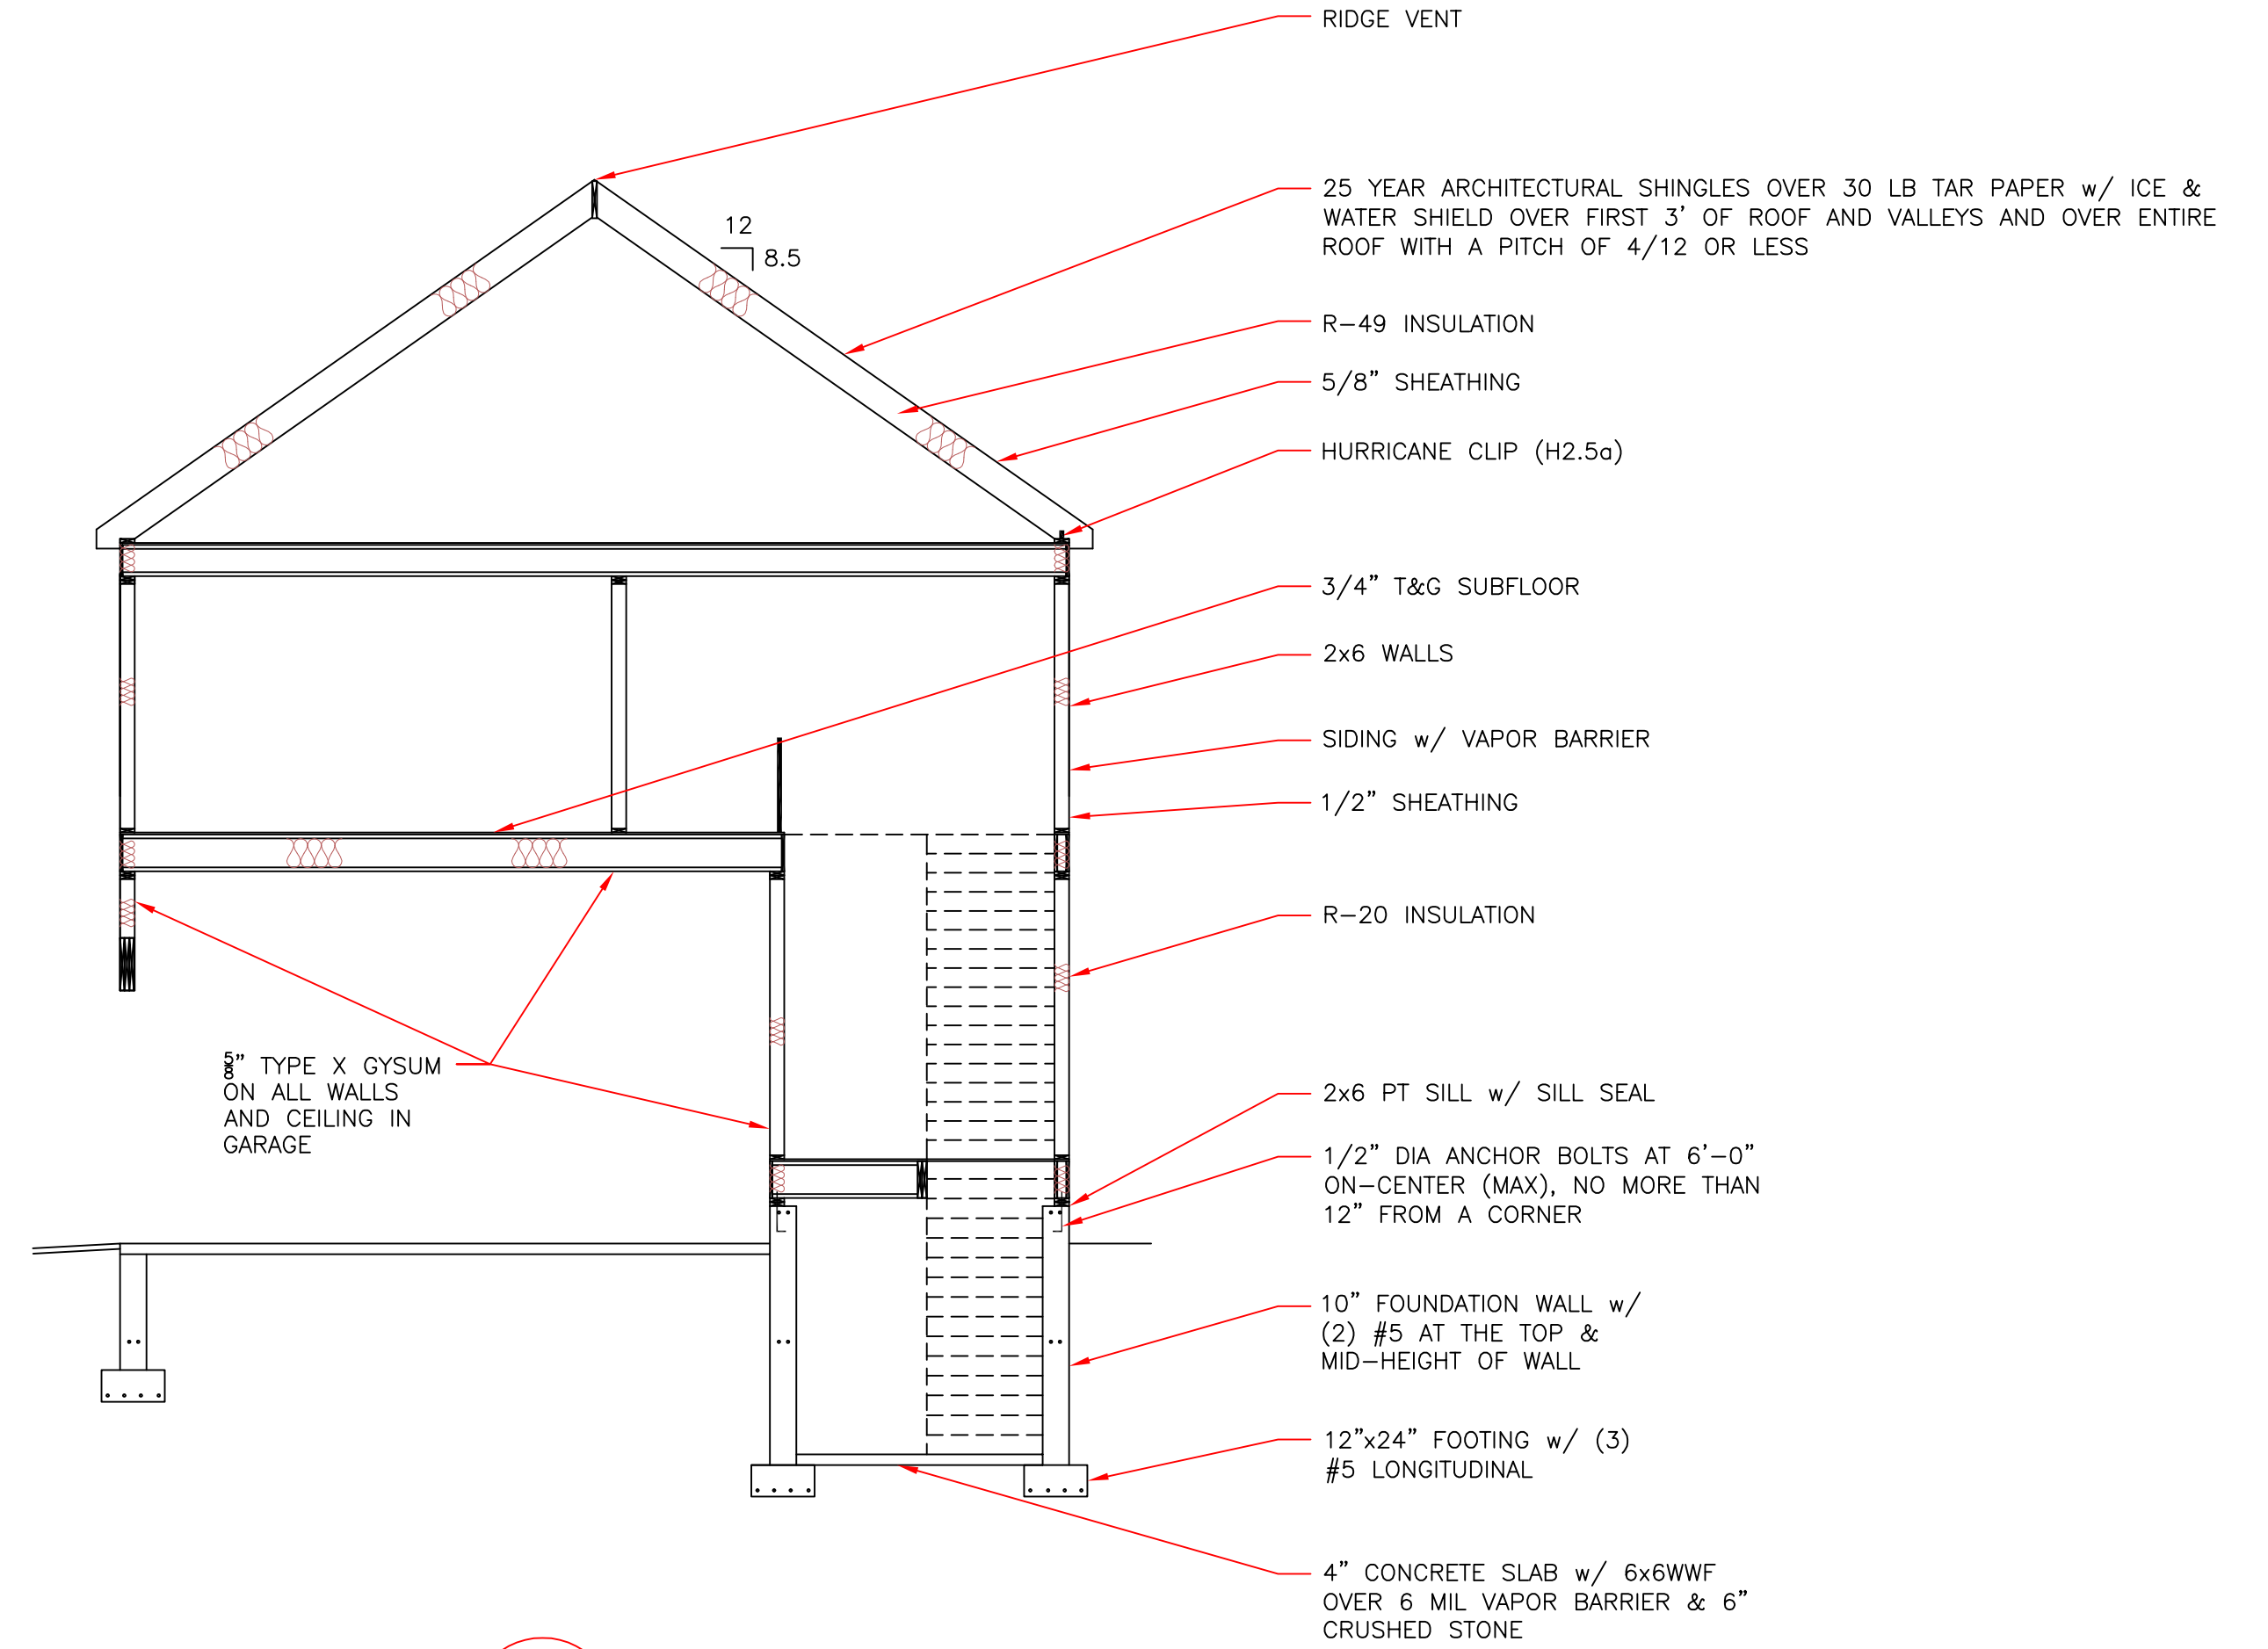 RIDGE VENT
12
8.5
25 YEAR ARCHITECTURAL SHINGLES OVER 30 LB TAR PAPER w/ ICE &
WATER SHIELD OVER FIRST 3' OF ROOF AND VALLEYS AND OVER ENTIRE
ROOF WITH A PITCH OF 4/12 OR LESS
R-49 INSULATION
5/8" SHEATHING
HURRICANE CLIP (H2.5a)
3/4" T&G SUBFLOOR
2x6 WALLS
SIDING w/ VAPOR BARRIER
1/2" SHEATHING
R-20 INSULATION
5/8" TYPE X GYSUM
ON ALL WALLS
AND CEILING IN
GARAGE
2x6 PT SILL w/ SILL SEAL
1/2" DIA ANCHOR BOLTS AT 6'-0"
ON-CENTER (MAX), NO MORE THAN
12" FROM A CORNER
10" FOUNDATION WALL w/
(2) #5 AT THE TOP &
MID-HEIGHT OF WALL
12"x24" FOOTING w/ (3)
#5 LONGITUDINAL
4" CONCRETE SLAB w/ 6x6WWF
OVER 6 MIL VAPOR BARRIER & 6"
CRUSHED STONE